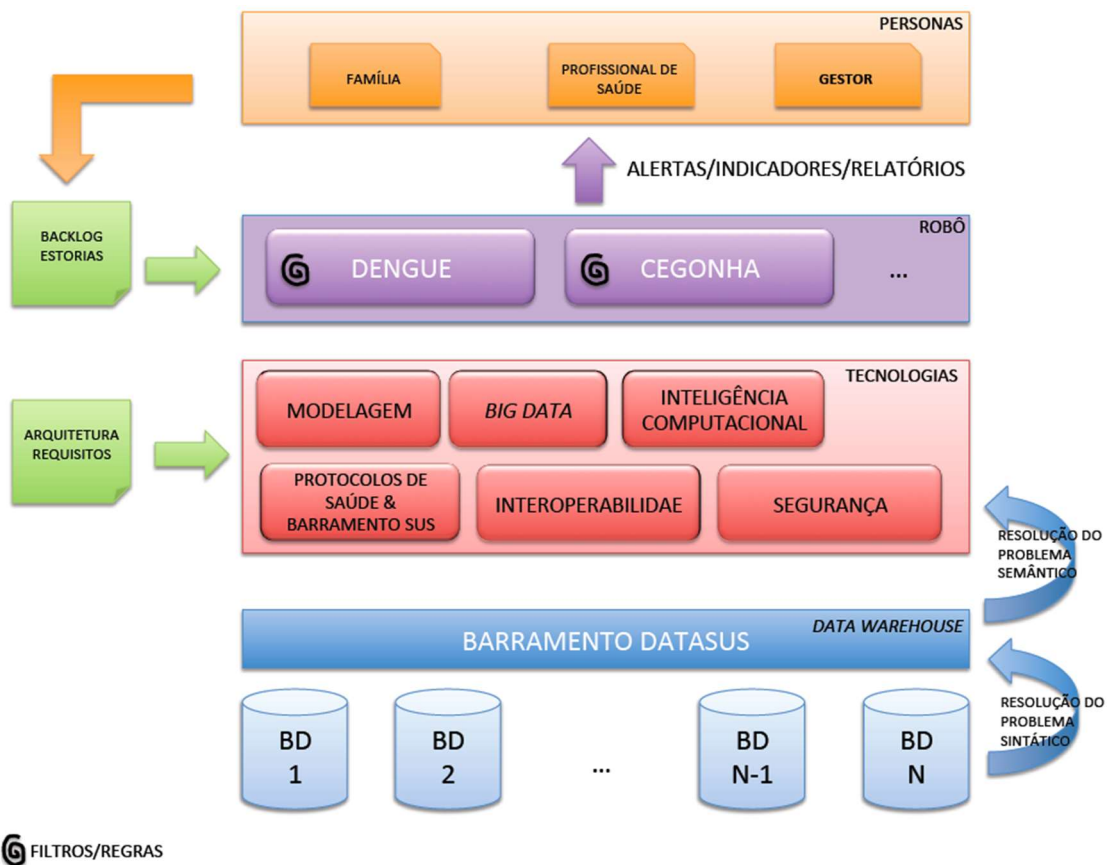 PERSONAS
FAMÍLIA
PROFISSIONAL DE
SAÚDE
GESTOR
ALERTAS/INDICADORES/RELATÓRIOS
BACKLOG
ESTORIAS
ROBÔ
DENGUE
CEGONHA
...
TECNOLOGIAS
MODELAGEM
BIG DATA
INTELIGÊNCIA
COMPUTACIONAL
ARQUITETURA
REQUISITOS
PROTOCOLOS DE
SAÚDE &
BARRAMENTO SUS
INTEROPERABILIDAE
SEGURANÇA
RESOLUÇÃO DO
PROBLEMA
SEMÂNTICO
DATA WAREHOUSE
BARRAMENTO DATASUS
RESOLUÇÃO DO
PROBLEMA
SINTÁTICO
BD
1
BD
2
...
BD
N-1
BD
N
FILTROS/REGRAS